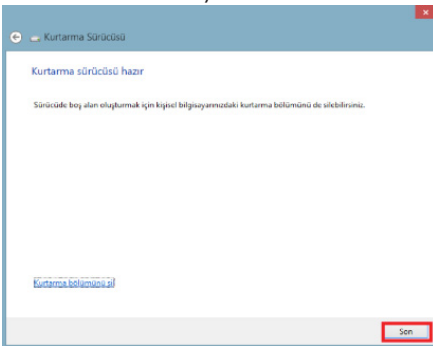 Kurtarma Sürücüsü
Kurtarma sürücüsü hazır
Sürücüde boş alan oluşturmak için kişisel bilgisayarınızdaki kurtarma bölümünü de silebilirsiniz.
Kurtarma bölümünü sil
Son